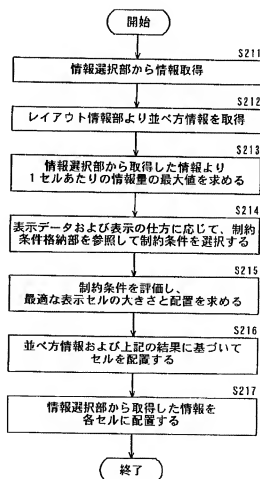 開始
S211
情報選択部から情報取得
S212
レイアウト情報部より並べ方情報を取得
S213
情報選択部から取得した情報より
1セルあたりの情報量の最大値を求める
S214
表示データおよび表示の仕方に応じて、制約
条件格納部を参照して制約条件を選択する
S215
制約条件を評価し、
最適な表示セルの大きさと配置を求める
S216
並べ方情報および上記の結果に基づいて
セルを配置する
S217
情報選択部から取得した情報を
各セルに配置する
終了